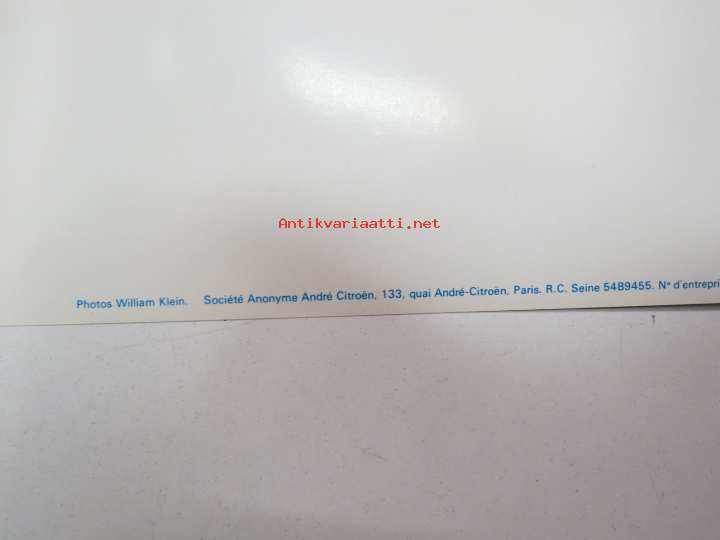 Antikvariaatti.net
Photos William Klein. Société Anonyme André Citroën, 133, quai André-Citroën, Paris. R.C. Seine 54B9455. N° d'entrepri